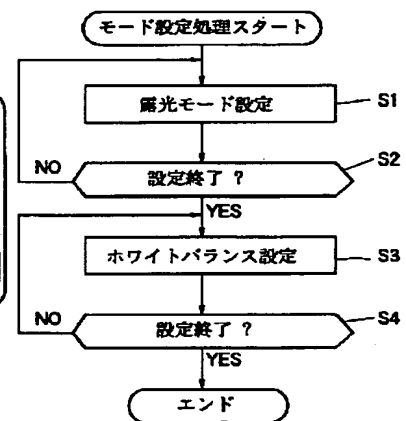 モード設定処理スタート
露光モード設定
S1
設定終了 ?
S2
NO
YES
ホワイトバランス設定
S3
設定終了 ?
S4
NO
YES
エンド